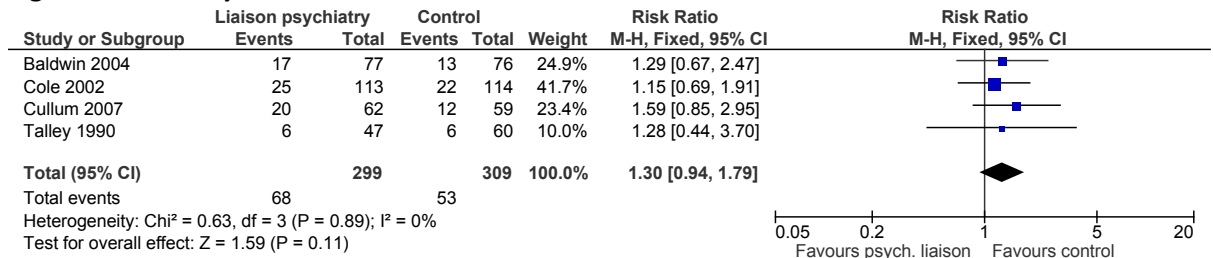 Liaison psychiatry Control Risk Ratio Risk Ratio
Study or Subgroup Events Total Events Total Weight M-H, Fixed, 95% CI M-H, Fixed, 95% CI
Baldwin 2004 17 77 13 76 24.9% 1.29 [0.67, 2.47]
Cole 2002 25 113 22 114 41.7% 1.15 [0.69, 1.91]
Cullum 2007 20 62 12 59 23.4% 1.59 [0.85, 2.95]
Talley 1990 6 47 6 60 10.0% 1.28 [0.44, 3.70]
Total (95% CI) 299 309 100.0% 1.30 [0.94, 1.79]
Total events 68 53
Heterogeneity: Chi² = 0.63, df = 3 (P = 0.89); I² = 0%
Test for overall effect: Z = 1.59 (P = 0.11)
0.05 0.2 1 5 20
Favours psych. liaison Favours control